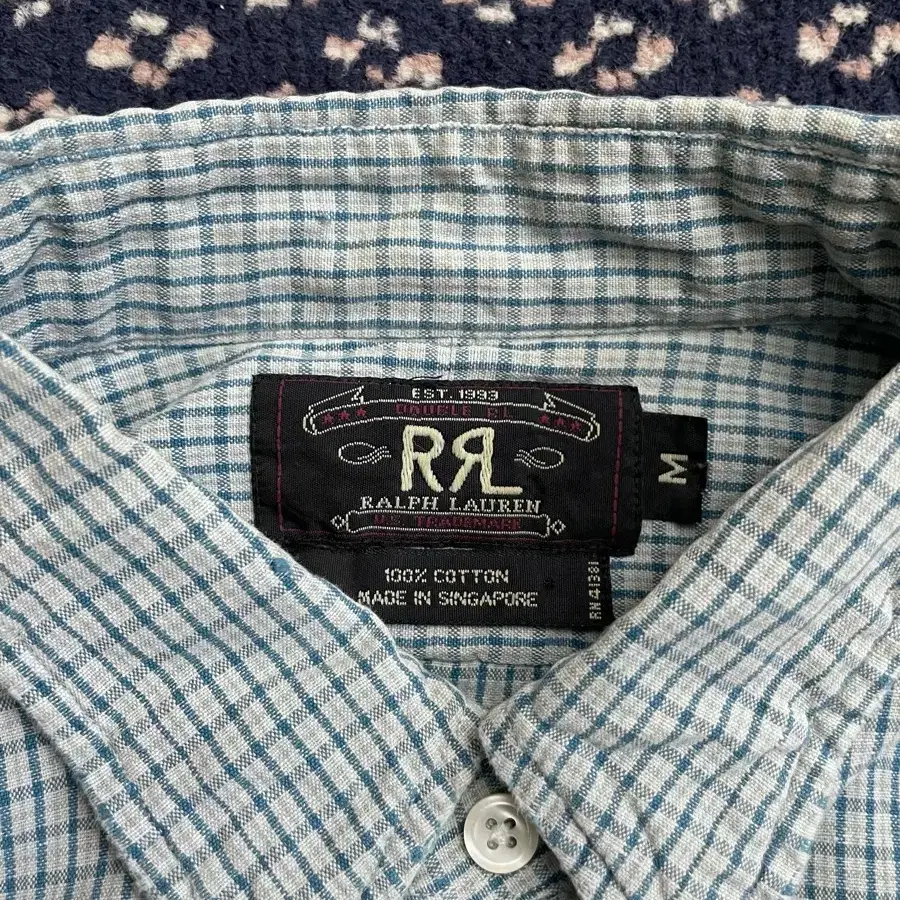 EST. 1993
DOUBLE RL
RRL
RALPH LAUREN
U.S. TRADEMARK
M
100% COTTON
MADE IN SINGAPORE
RN 41381